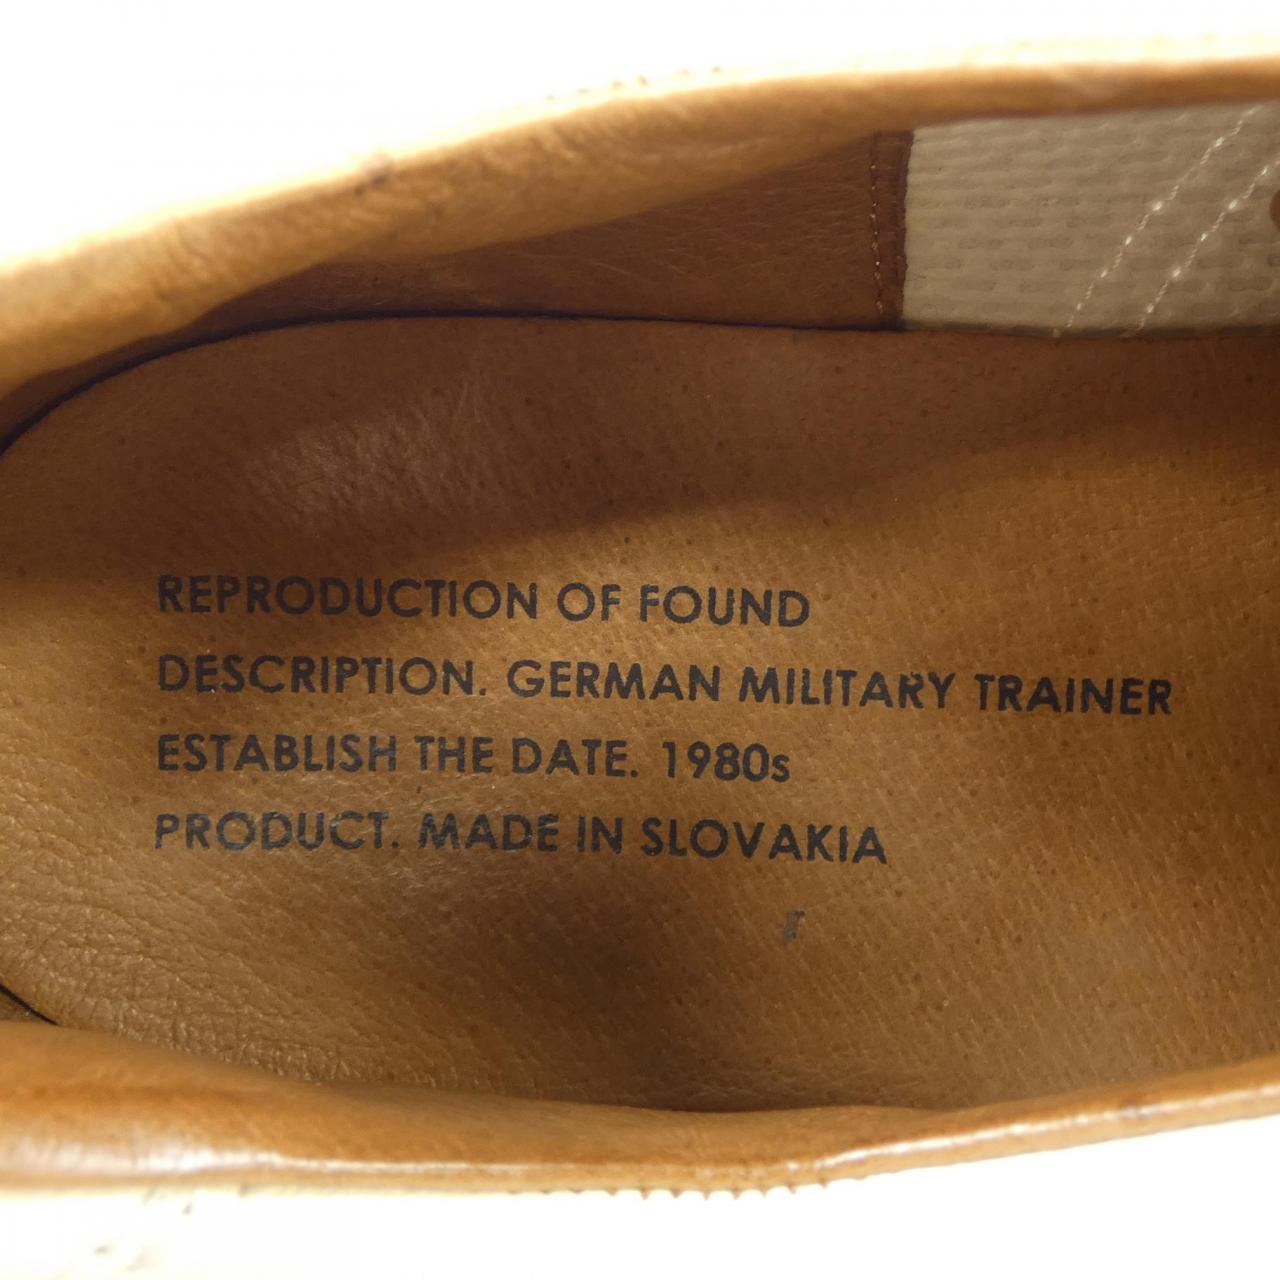 REPRODUCTION OF FOUND
DESCRIPTION. GERMAN MILITARY TRAINER
ESTABLISH THE DATE. 1980s
PRODUCT. MADE IN SLOVAKIA